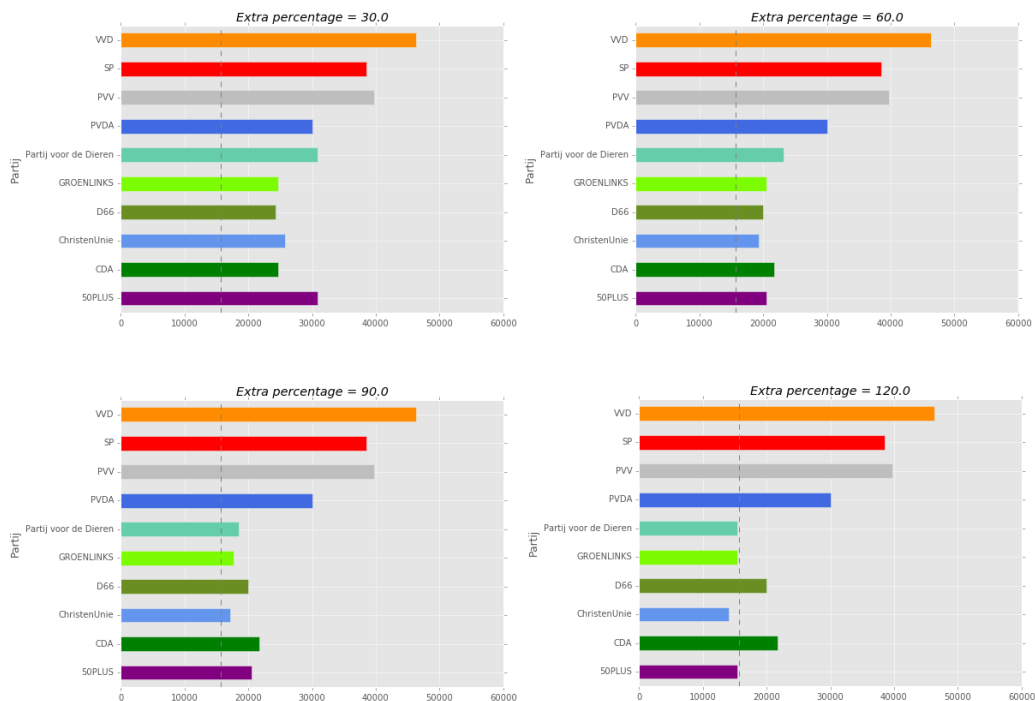 Extra percentage = 30.0
VVD
SP
PVV
PVDA
Partij voor de Dieren
GROENLINKS
D66
ChristenUnie
CDA
50PLUS
Partij
0 10000 20000 30000 40000 50000 60000
Extra percentage = 60.0
VVD
SP
PVV
PVDA
Partij voor de Dieren
GROENLINKS
D66
ChristenUnie
CDA
50PLUS
Partij
0 10000 20000 30000 40000 50000 60000
Extra percentage = 90.0
VVD
SP
PVV
PVDA
Partij voor de Dieren
GROENLINKS
D66
ChristenUnie
CDA
50PLUS
Partij
0 10000 20000 30000 40000 50000 60000
Extra percentage = 120.0
VVD
SP
PVV
PVDA
Partij voor de Dieren
GROENLINKS
D66
ChristenUnie
CDA
50PLUS
Partij
0 10000 20000 30000 40000 50000 60000